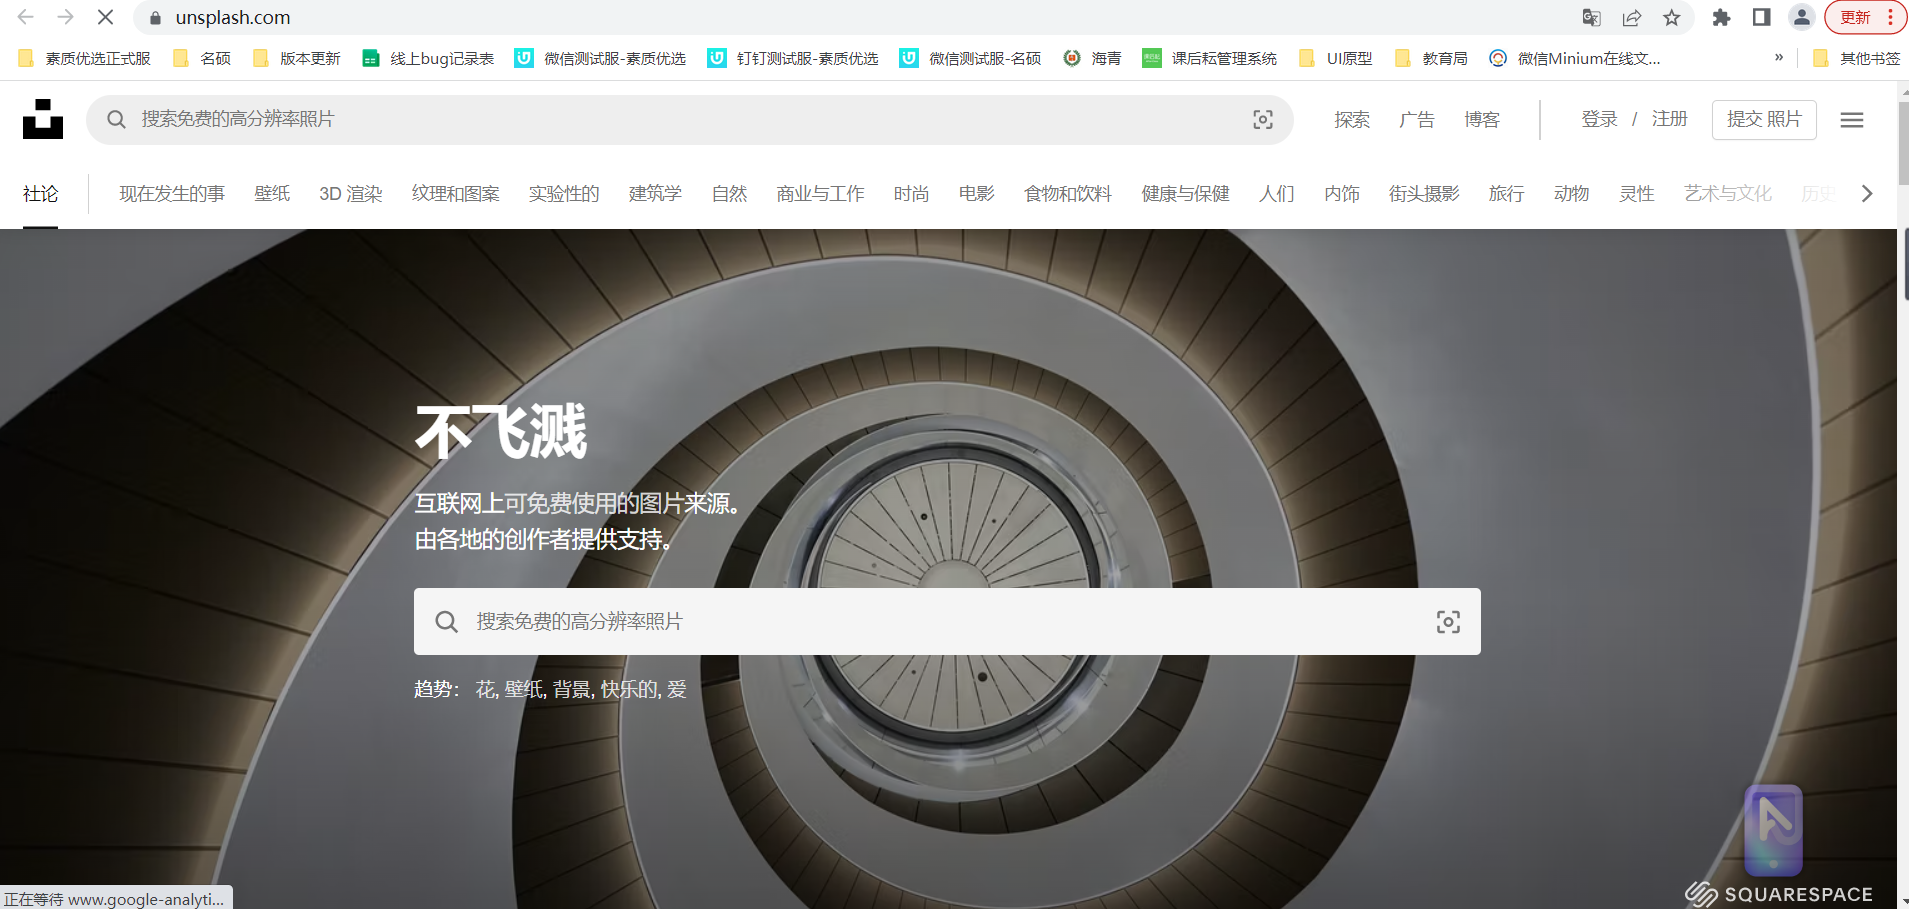 unsplash.com
更新
素质优选正式服 名硕 版本更新 线上bug记录表 微信测试服-素质优选 钉钉测试服-素质优选 微信测试服-名硕 海青 课后耘管理系统 UI原型 教育局 微信Minium在线文... » 其他书签
搜索免费的高分辨率照片 探索 广告 博客 登录 / 注册 提交 照片
社论 现在发生的事 壁纸 3D 渲染 纹理和图案 实验性的 建筑学 自然 商业与工作 时尚 电影 食物和饮料 健康与保健 人们 内饰 街头摄影 旅行 动物 灵性 艺术与文化 历史
不飞溅
互联网上可免费使用的图片来源。
由各地的创作者提供支持。
搜索免费的高分辨率照片
趋势： 花, 壁纸, 背景, 快乐的, 爱
SQUARESPACE
正在等待 www.google-analyti...